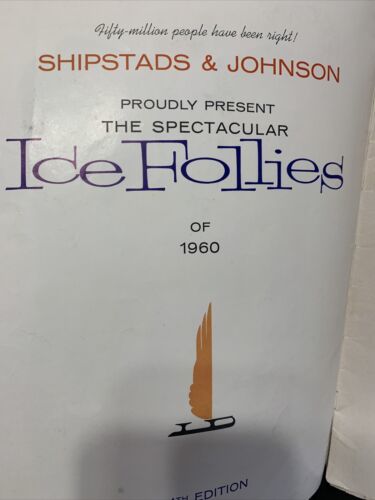 Fifty-million people have been right!
SHIPSTADS & JOHNSON
PROUDLY PRESENT
THE SPECTACULAR
Ice Follies
OF
1960
EDITION